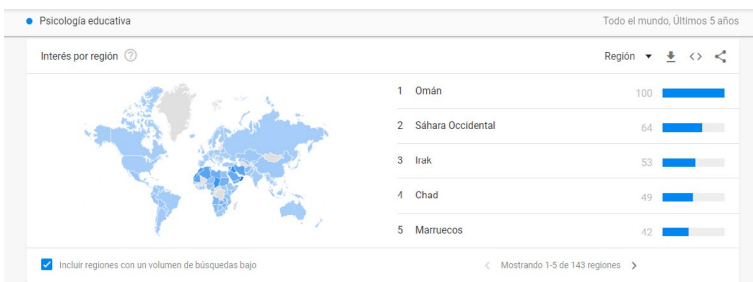 Psicología educativa
Todo el mundo, Últimos 5 años
Interés por región
Región
1 Omán 100
2 Sáhara Occidental 64
3 Irak 53
4 Chad 49
5 Marruecos 42
Incluir regiones con un volumen de búsquedas bajo
Mostrando 1-5 de 143 regiones